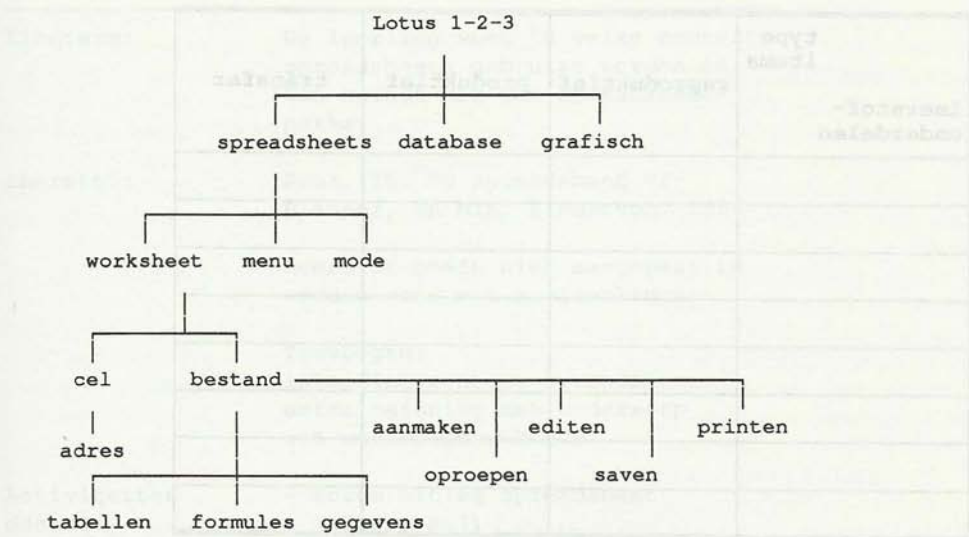 Lotus 1-2-3
spreadsheets database grafisch
worksheet menu mode
cel bestand
aanmaken editen printen
adres
oproepen saven
tabellen formules gegevens